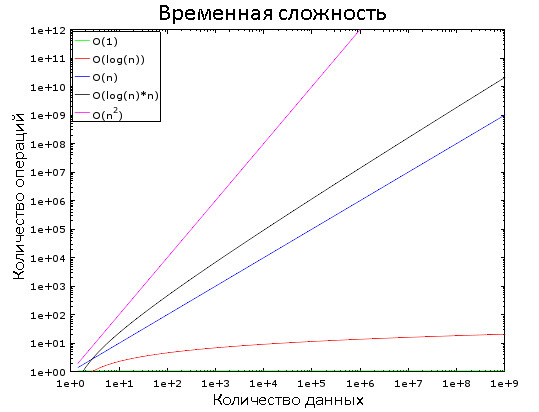 Временная сложность
Количество операций
1e+12
1e+11
1e+10
1e+09
1e+08
1e+07
1e+06
1e+05
1e+04
1e+03
1e+02
1e+01
1e+00
O(1)
O(log(n))
O(n)
O(log(n)*n)
O(n²)
1e+0 1e+1 1e+2 1e+3 1e+4 1e+5 1e+6 1e+7 1e+8 1e+9
Количество данных